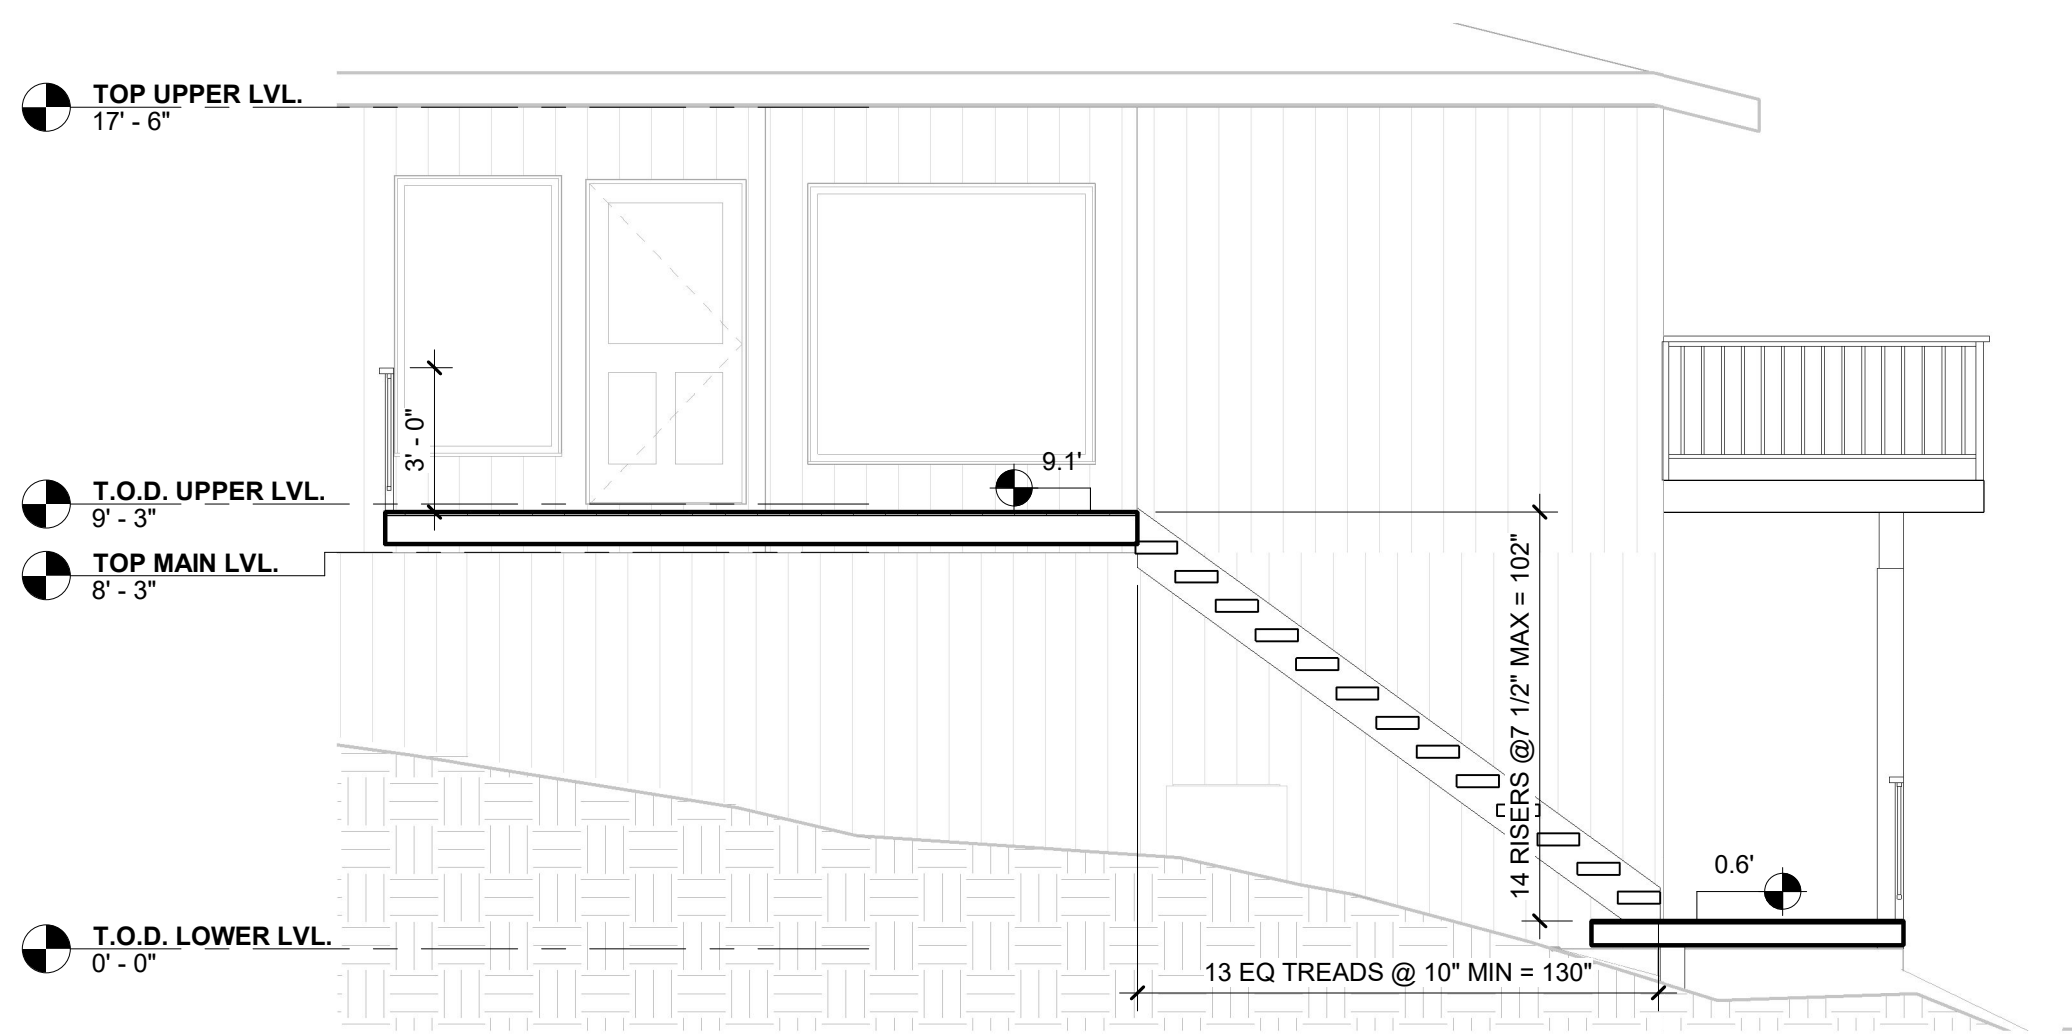 TOP UPPER LVL.
17' - 6"
3' - 0"
9.1'
T.O.D. UPPER LVL.
9' - 3"
TOP MAIN LVL.
8' - 3"
14 RISERS @7 1/2" MAX = 102"
0.6'
T.O.D. LOWER LVL.
0' - 0"
13 EQ TREADS @ 10" MIN = 130"